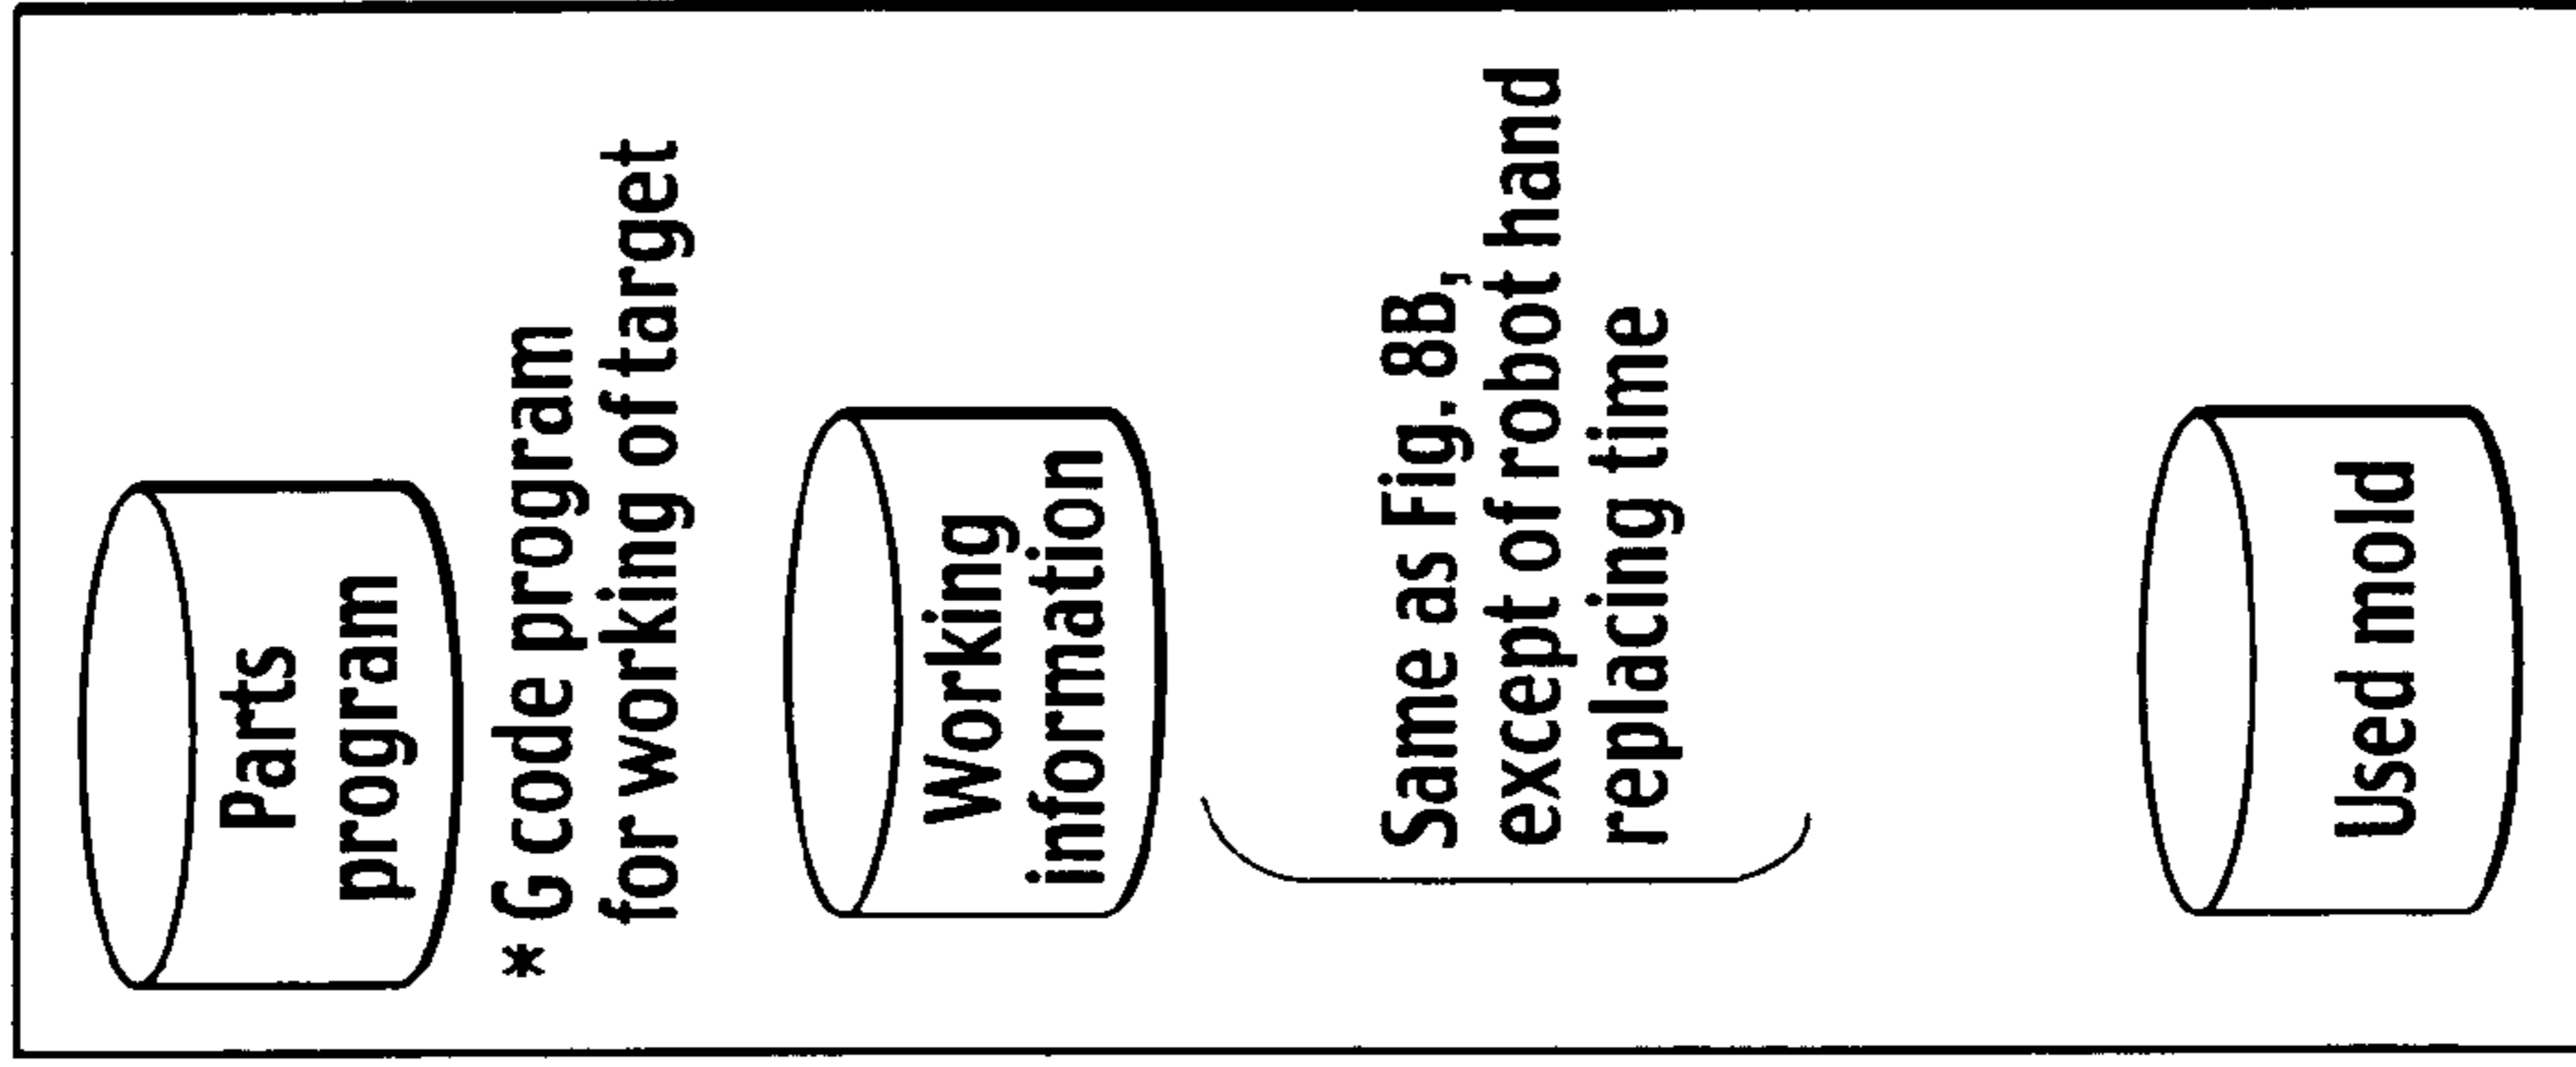 Parts
program
* G code program
for working of target
Working
information
Same as Fig. 8B,
except of robot hand
replacing time
Used mold